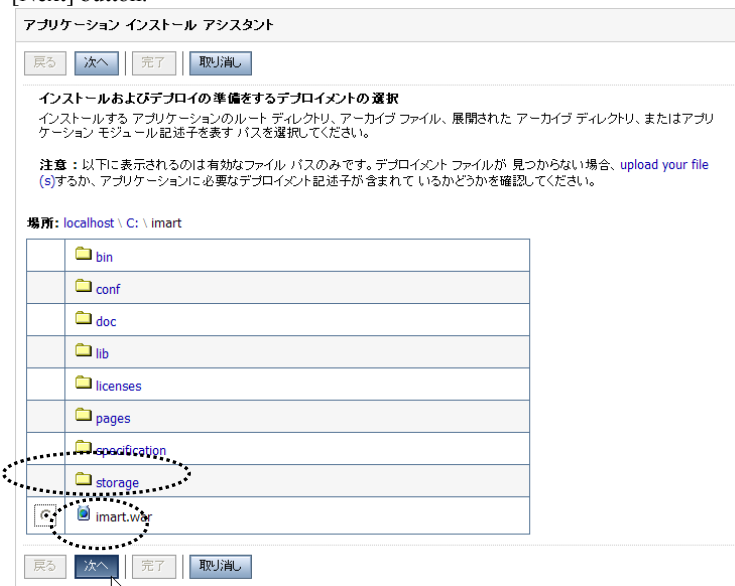 [Next] button.
アプリケーション インストール アシスタント
戻る 次へ 完了 取り消し
インストールおよびデプロイの準備をするデプロイメントの選択
インストールする アプリケーションのルート ディレクトリ、アーカイブ ファイル、展開された アーカイブ ディレクトリ、またはアプリ
ケーション モジュール記述子を表す パスを選択してください。
注意 : 以下に表示されるのは有効なファイル パスのみです。デプロイメント ファイルが 見つからない場合、upload your file
(s)するか、アプリケーションに必要なデプロイメント記述子が含まれて いるかどうかを確認してください。
場所: localhost \ C: \ imart
bin
conf
doc
lib
licenses
pages
specification
storage
imart.war
戻る 次へ 完了 取り消し